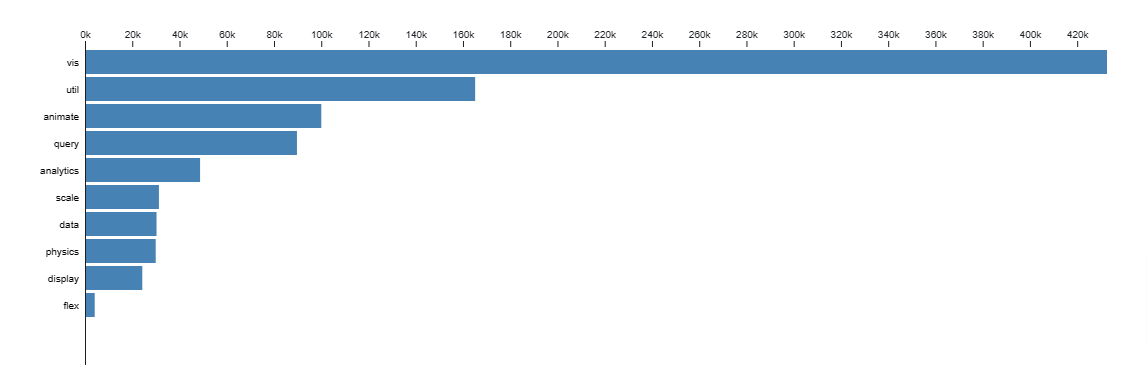 0k 20k 40k 60k 80k 100k 120k 140k 160k 180k 200k 220k 240k 260k 280k 300k 320k 340k 360k 380k 400k 420k
vis
util
animate
query
analytics
scale
data
physics
display
flex